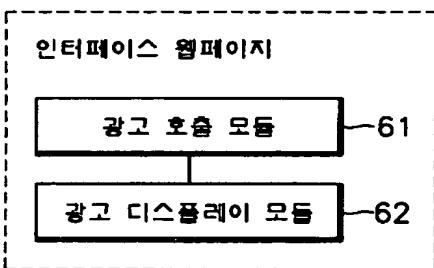 인터페이스 웹페이지
광고 호출 모듈 61
광고 디스플레이 모듈 62